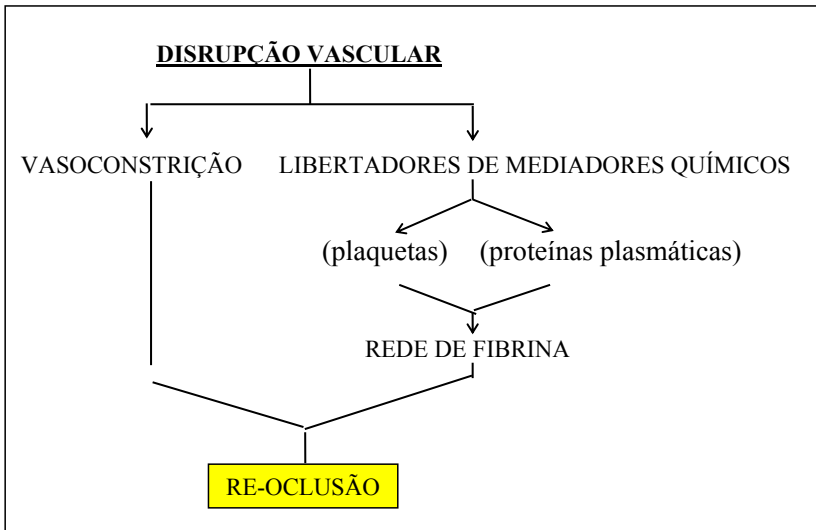 DISRUPÇÃO VASCULAR
VASOCONSTRIÇÃO LIBERTADORES DE MEDIADORES QUÍMICOS
(plaquetas) (proteínas plasmáticas)
REDE DE FIBRINA
RE-OCLUSÃO